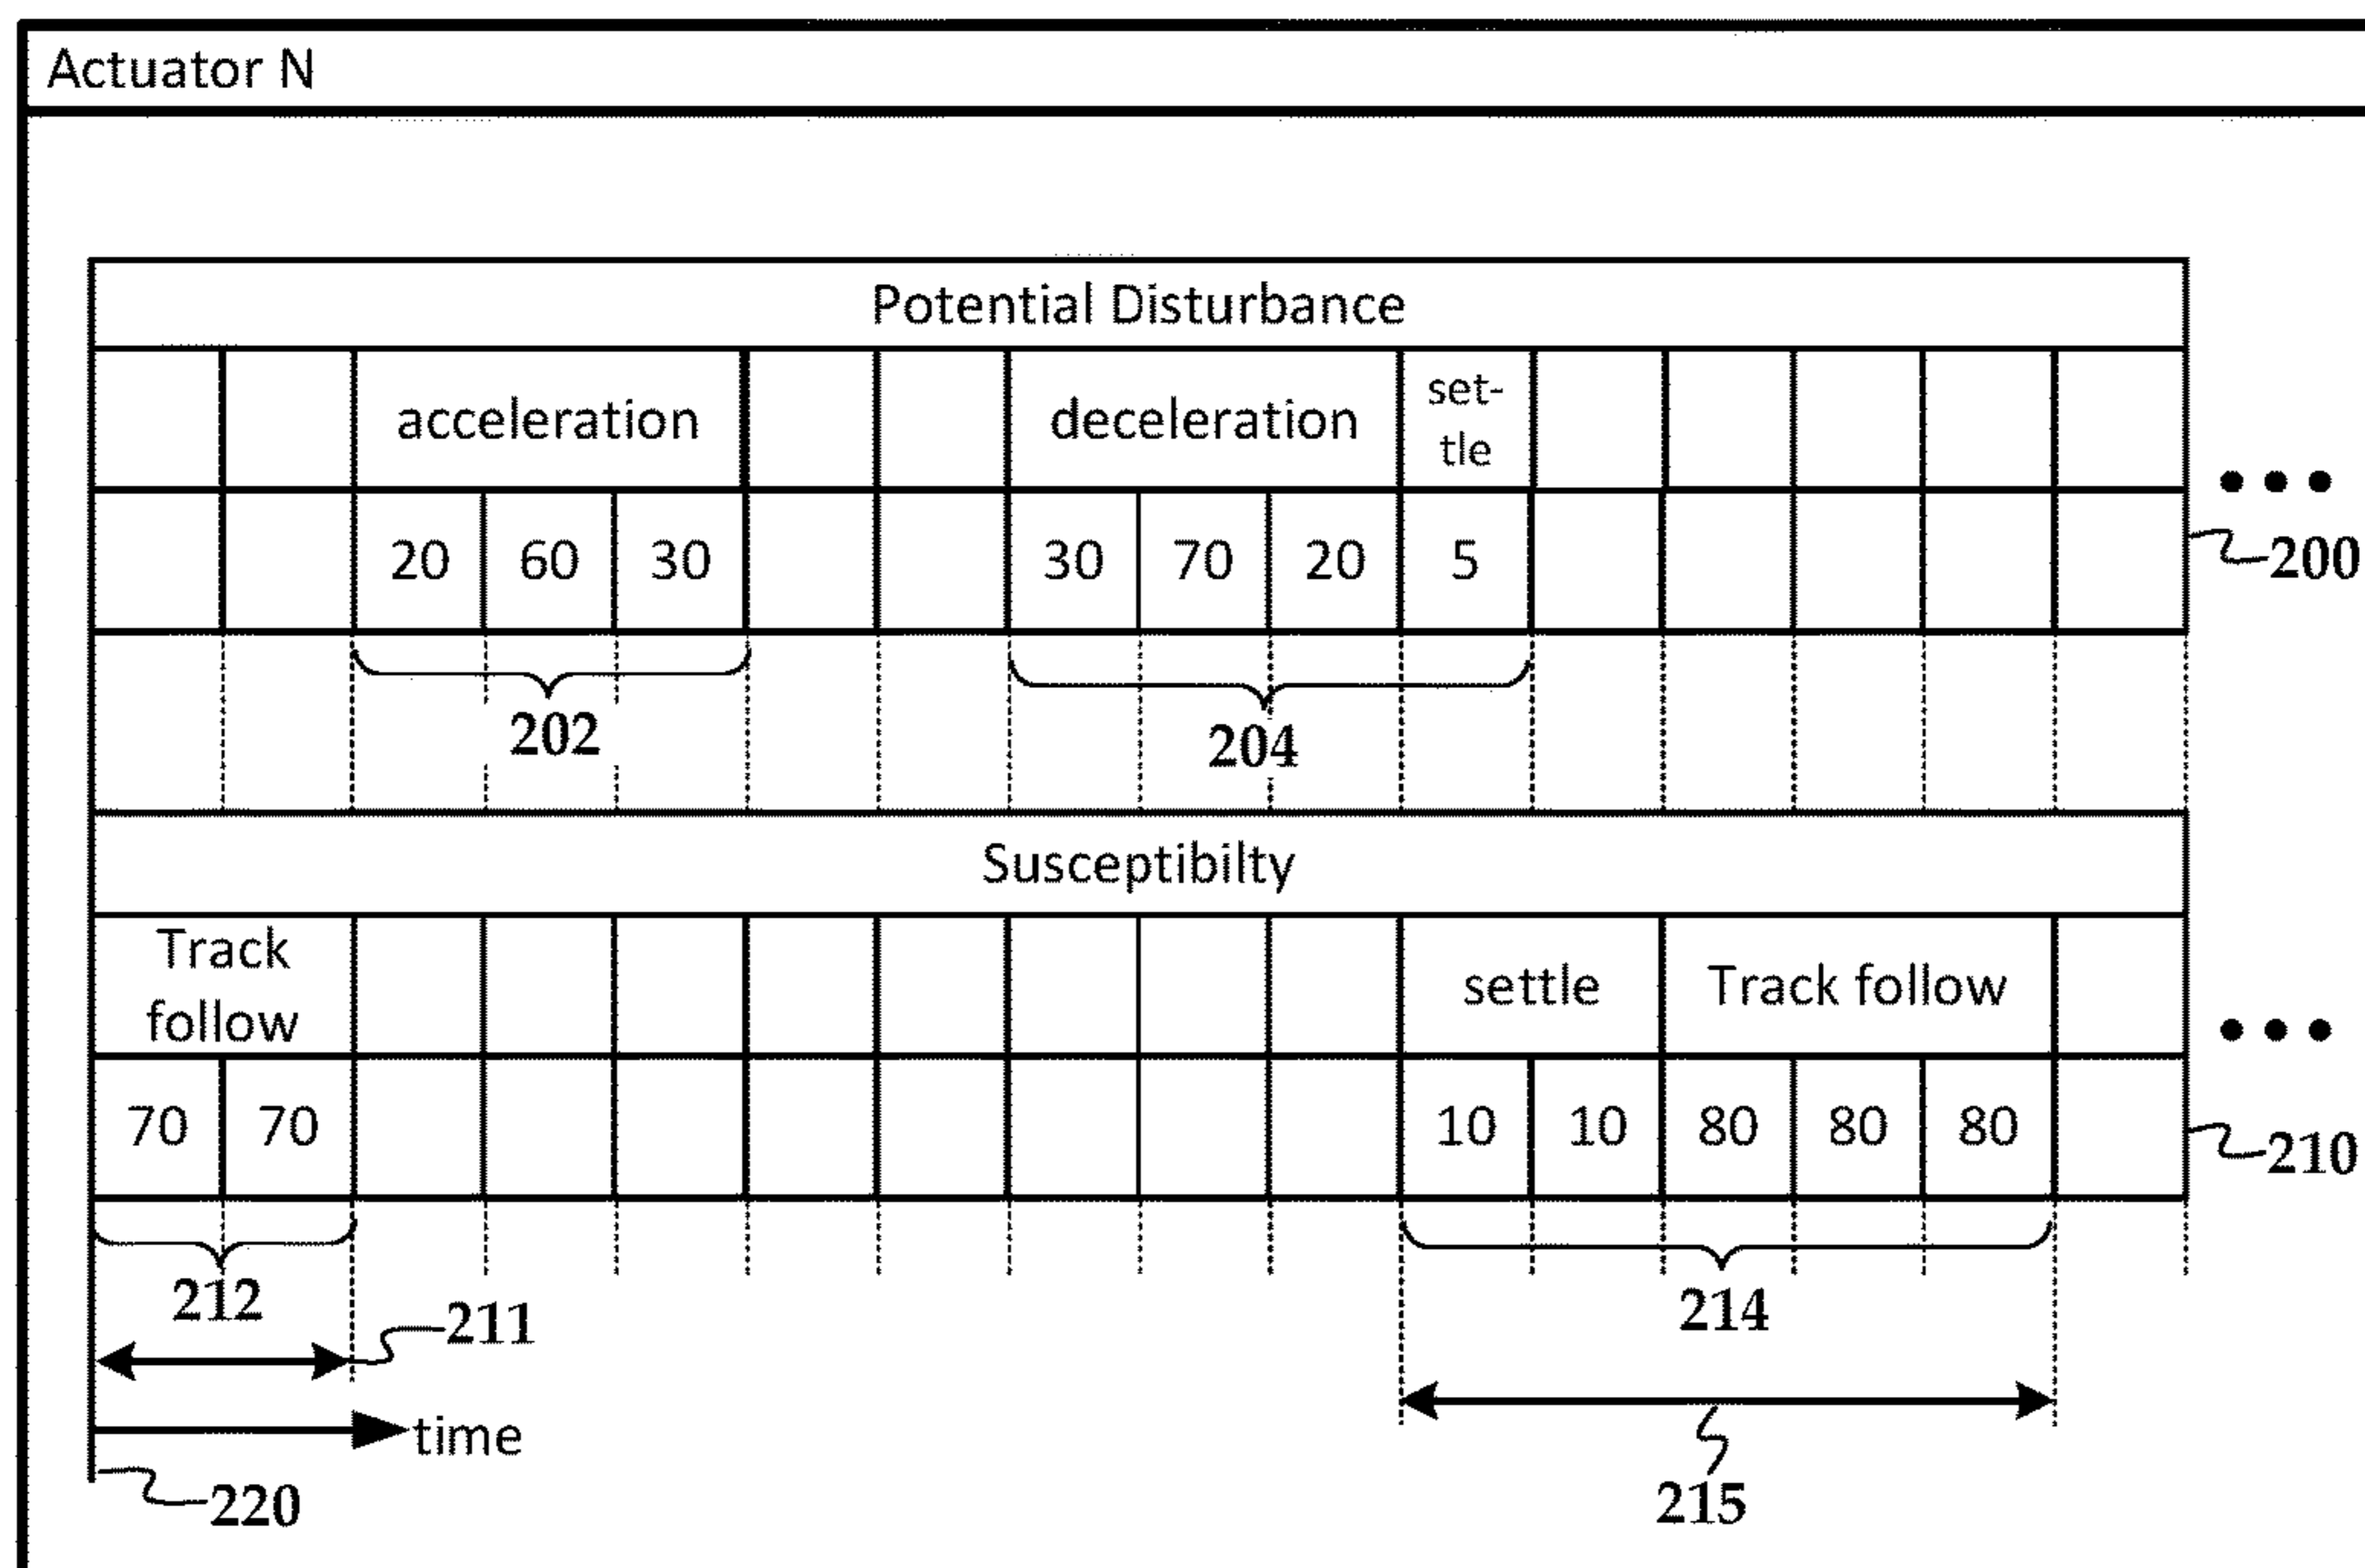 Actuator N
Potential Disturbance
acceleration
deceleration
set-
tle
20 60 30 30 70 20 5
200
202
204
Susceptibilty
Track
follow
settle
Track follow
70 70 10 10 80 80 80
210
212
211
214
time
215
220